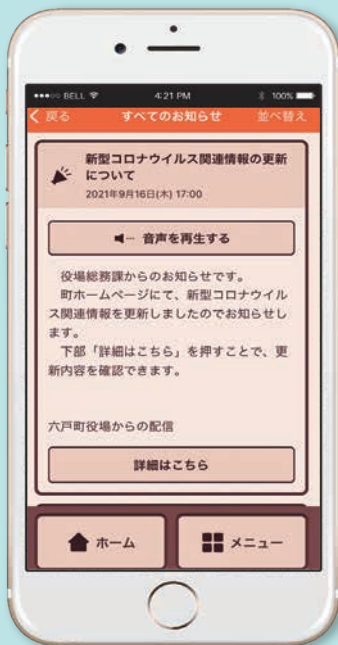 BELL 4:21 PM 100%
戻る すべてのお知らせ 並べ替え
新型コロナウイルス関連情報の更新
について
2021年9月16日(木) 17:00
音声を再生する
役場総務課からのお知らせです。
町ホームページにて、新型コロナウイル
ス関連情報を更新しましたのでお知らせし
ます。
下部「詳細はこちら」を押すことで、更
新内容を確認できます。
六戸町役場からの配信
詳細はこちら
ホーム メニュー